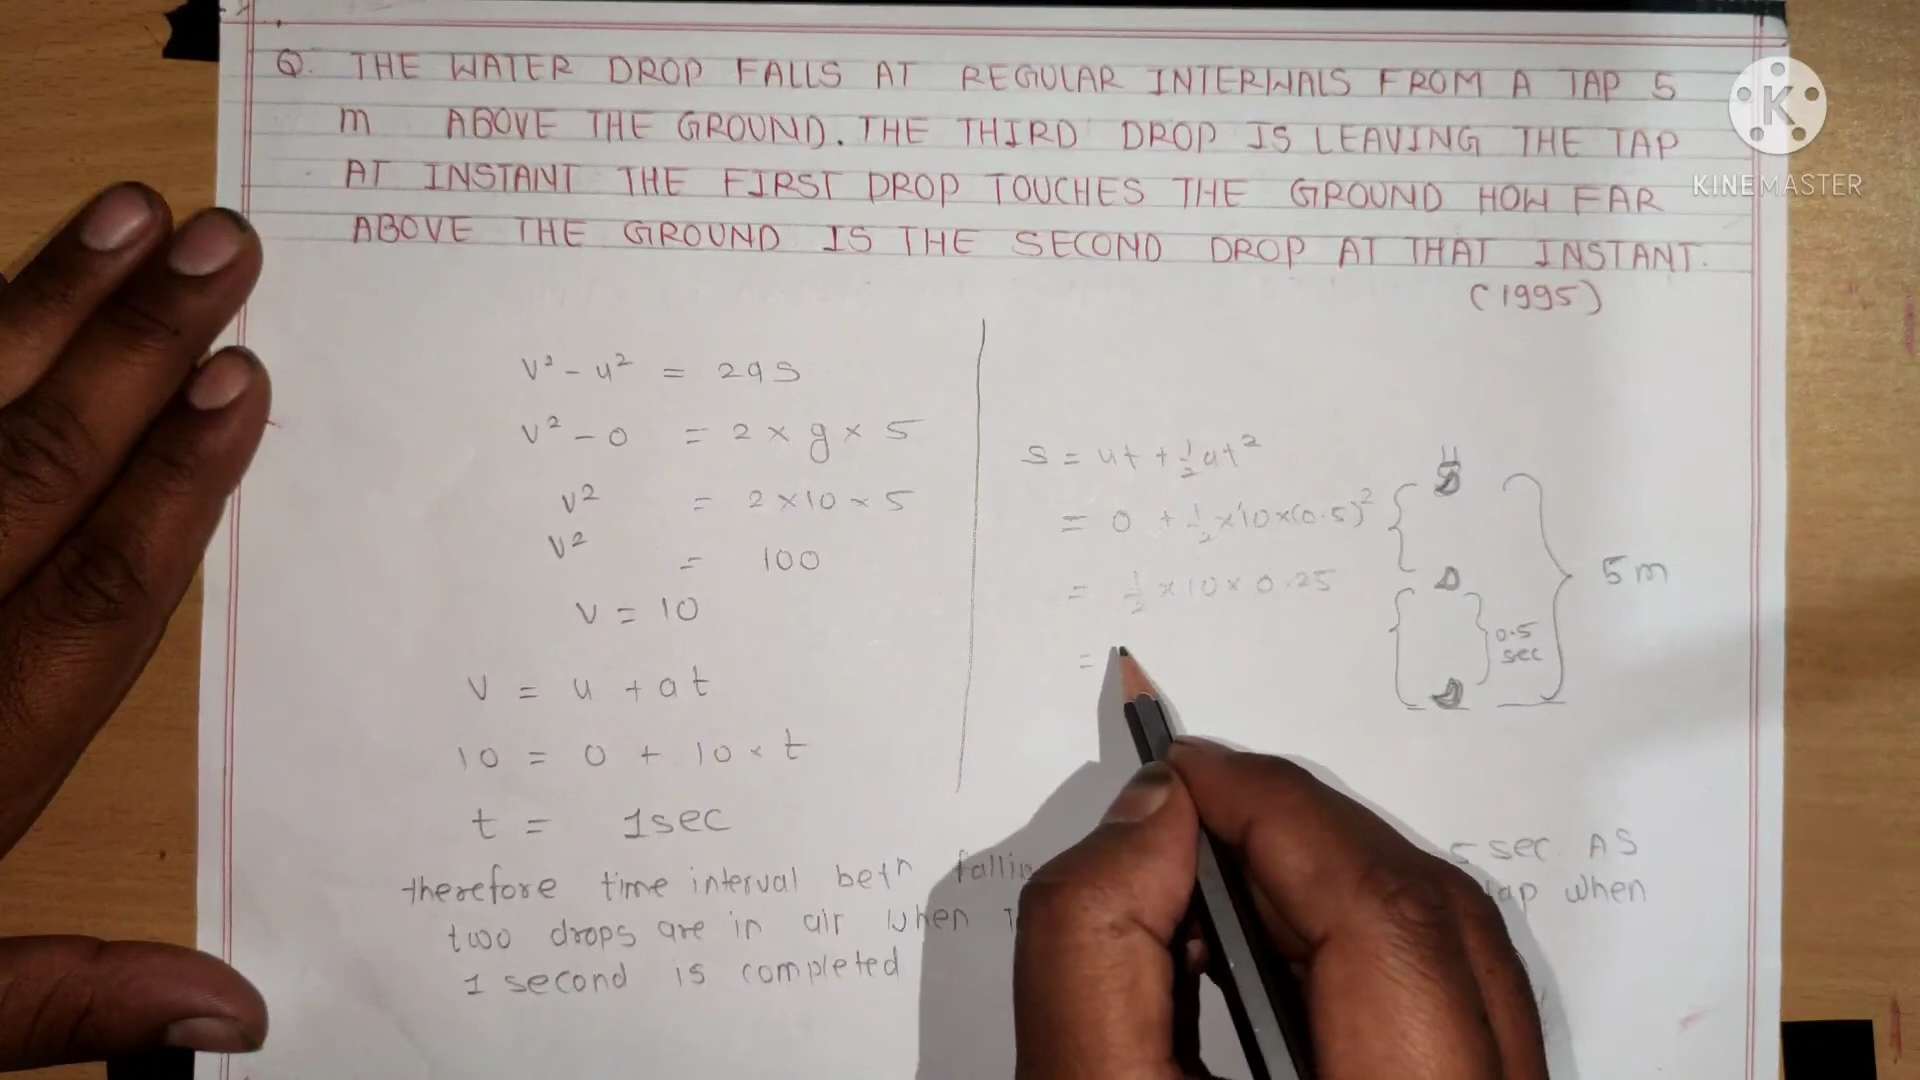 Q. THE WATER DROP FALLS AT REGULAR INTERWALS FROM A TAP 5
m ABOVE THE GROUND. THE THIRD DROP IS LEAVING THE TAP
AT INSTANT THE FIRST DROP TOUCHES THE GROUND HOW FAR
ABOVE THE GROUND IS THE SECOND DROP AT THAT INSTANT.
(1995)
KINEMASTER
v² - u² = 2as
v² - 0 = 2 × g × 5
v² = 2 × 10 × 5
v² = 100
v = 10
v = u + at
10 = 0 + 10 × t
t = 1sec
s = ut + 1/2 at²
= 0 + 1/2 × 10 × (0.5)²
= 1/2 × 10 × 0.25
=
5 m
0.5
sec
therefore time interval betn sec AS
two drops are in air when tap when
1 second is completed